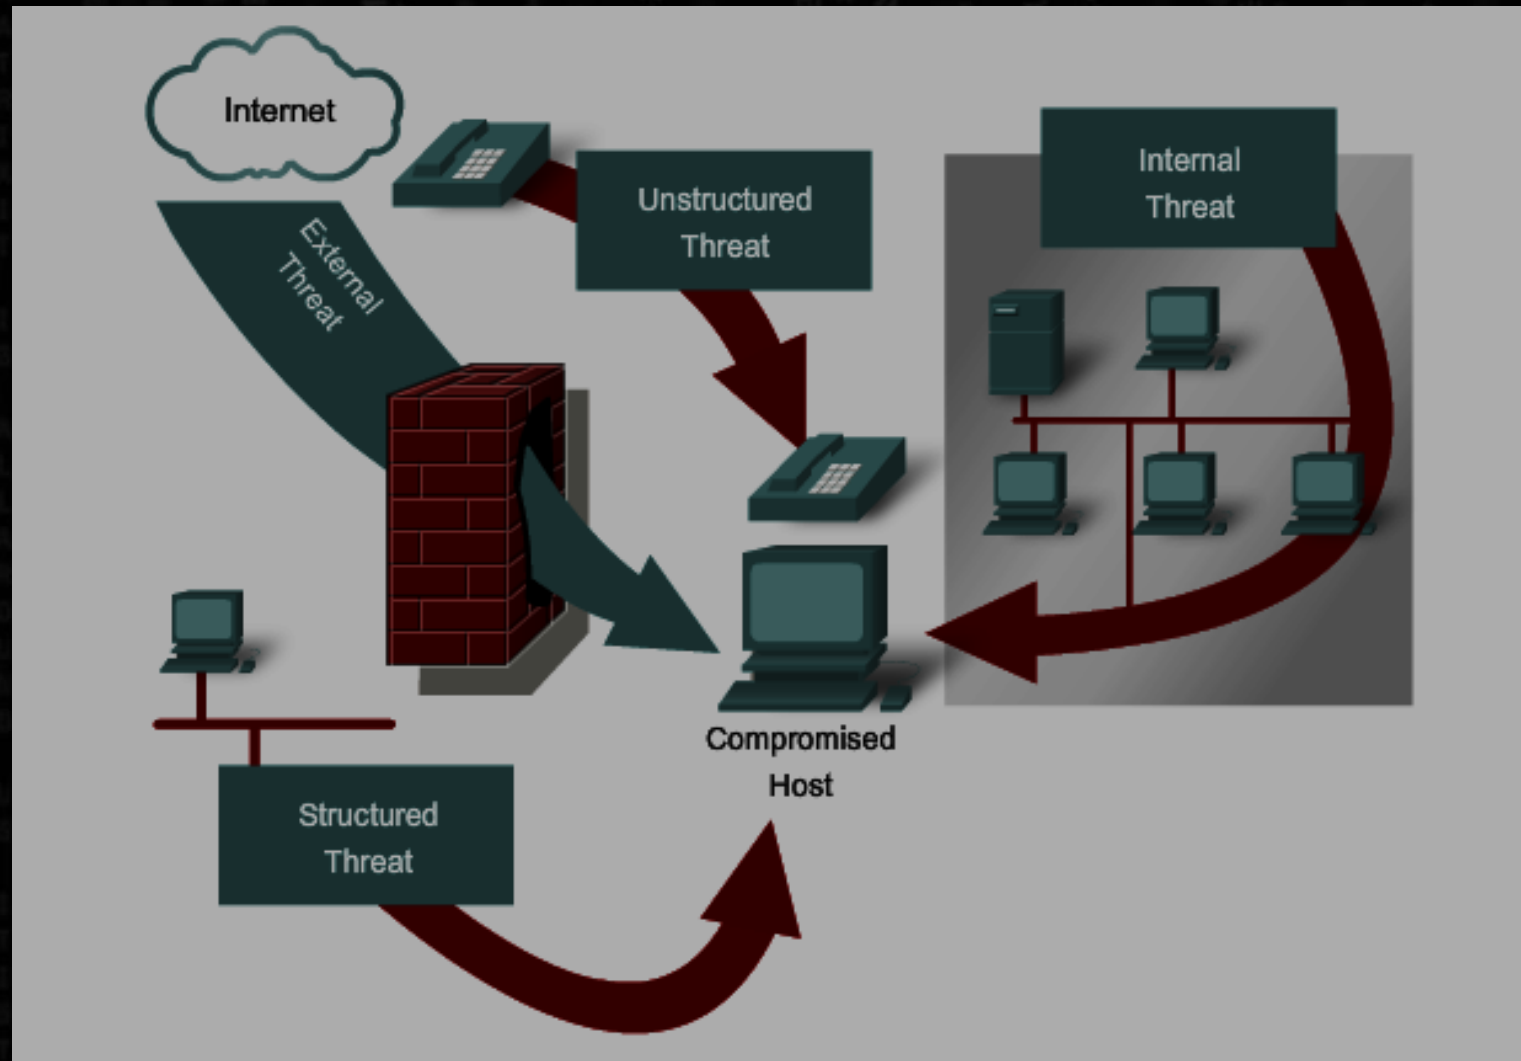 Internet
External
Threat
Unstructured
Threat
Internal
Threat
Compromised
Host
Structured
Threat